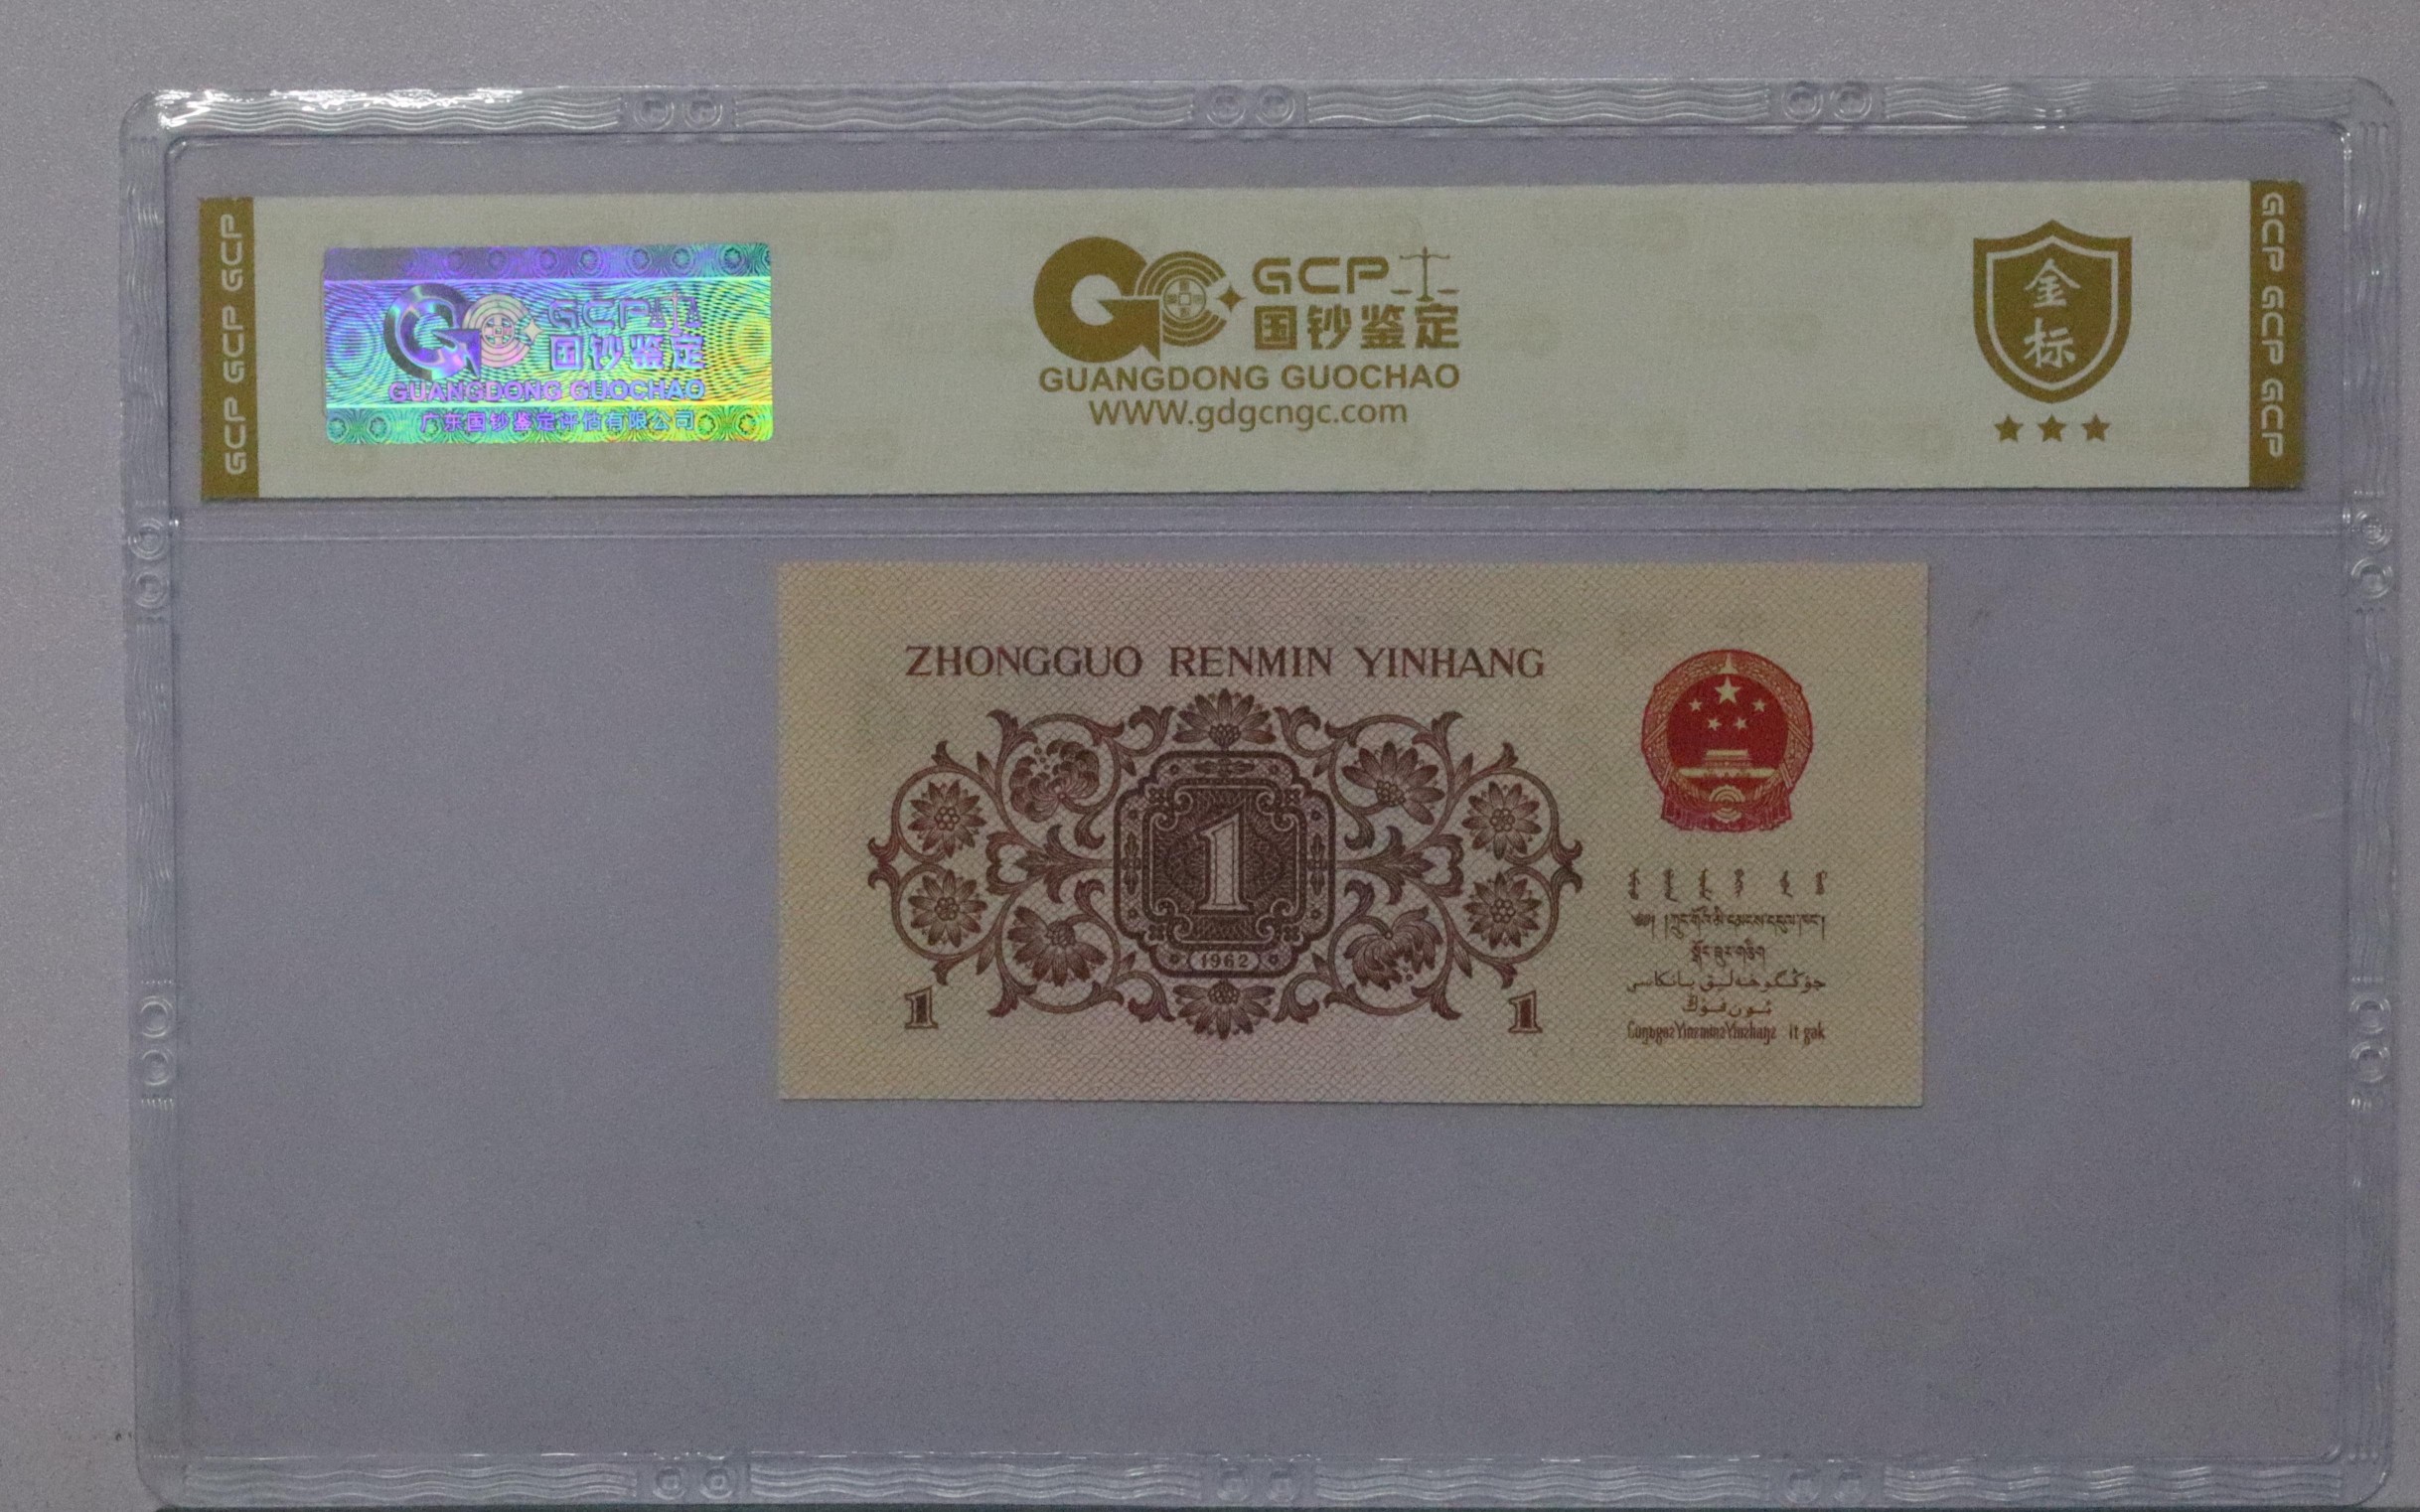 GCP GCP GCP
GCP
国钞鉴定
GUANGDONG GUOCHAO
广东国钞鉴定评估有限公司
GCP
国钞鉴定
GUANGDONG GUOCHAO
WWW.gdgcngc.com
金
标
GCP GCP GCP
ZHONGGUO RENMIN YINHANG
1
1962
1
1